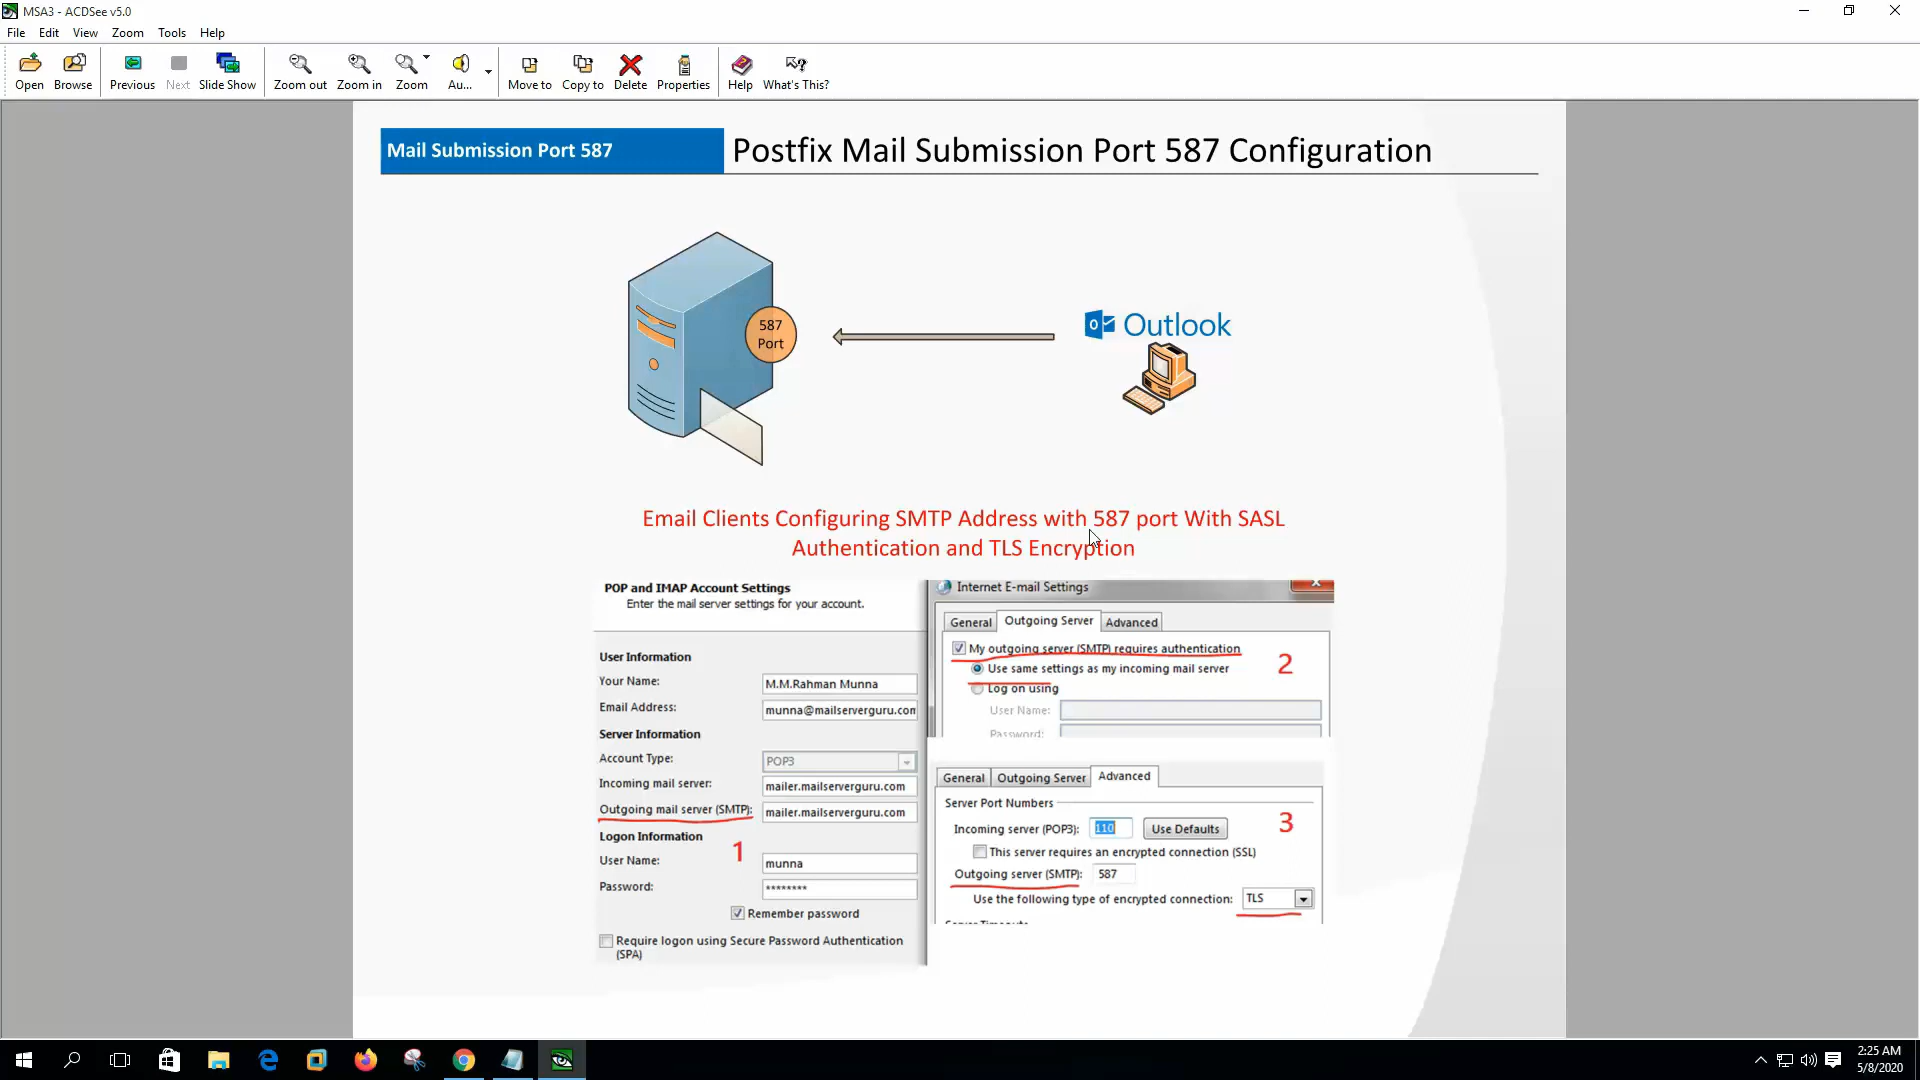 MSA3 - ACDSee v5.0
File Edit View Zoom Tools Help
Open Browse Previous Next Slide Show Zoom out Zoom in Zoom Au... Move to Copy to Delete Properties Help What's This?
Mail Submission Port 587
Postfix Mail Submission Port 587 Configuration
587
Port
Outlook
Email Clients Configuring SMTP Address with 587 port With SASL
Authentication and TLS Encryption
POP and IMAP Account Settings
Enter the mail server settings for your account.
User Information
Your Name: M.M.Rahman Munna
Email Address: munna@mailserverguru.com
Server Information
Account Type: POP3
Incoming mail server: mailer.mailserverguru.com
Outgoing mail server (SMTP): mailer.mailserverguru.com
Logon Information
1
User Name: munna
Password: ********
Remember password
Require logon using Secure Password Authentication
(SPA)
Internet E-mail Settings
General Outgoing Server Advanced
My outgoing server (SMTP) requires authentication
2
Use same settings as my incoming mail server
Log on using
User Name:
Password:
General Outgoing Server Advanced
Server Port Numbers
3
Incoming server (POP3): 110 Use Defaults
This server requires an encrypted connection (SSL)
Outgoing server (SMTP): 587
Use the following type of encrypted connection: TLS
Server Timeouts
2:25 AM
5/8/2020